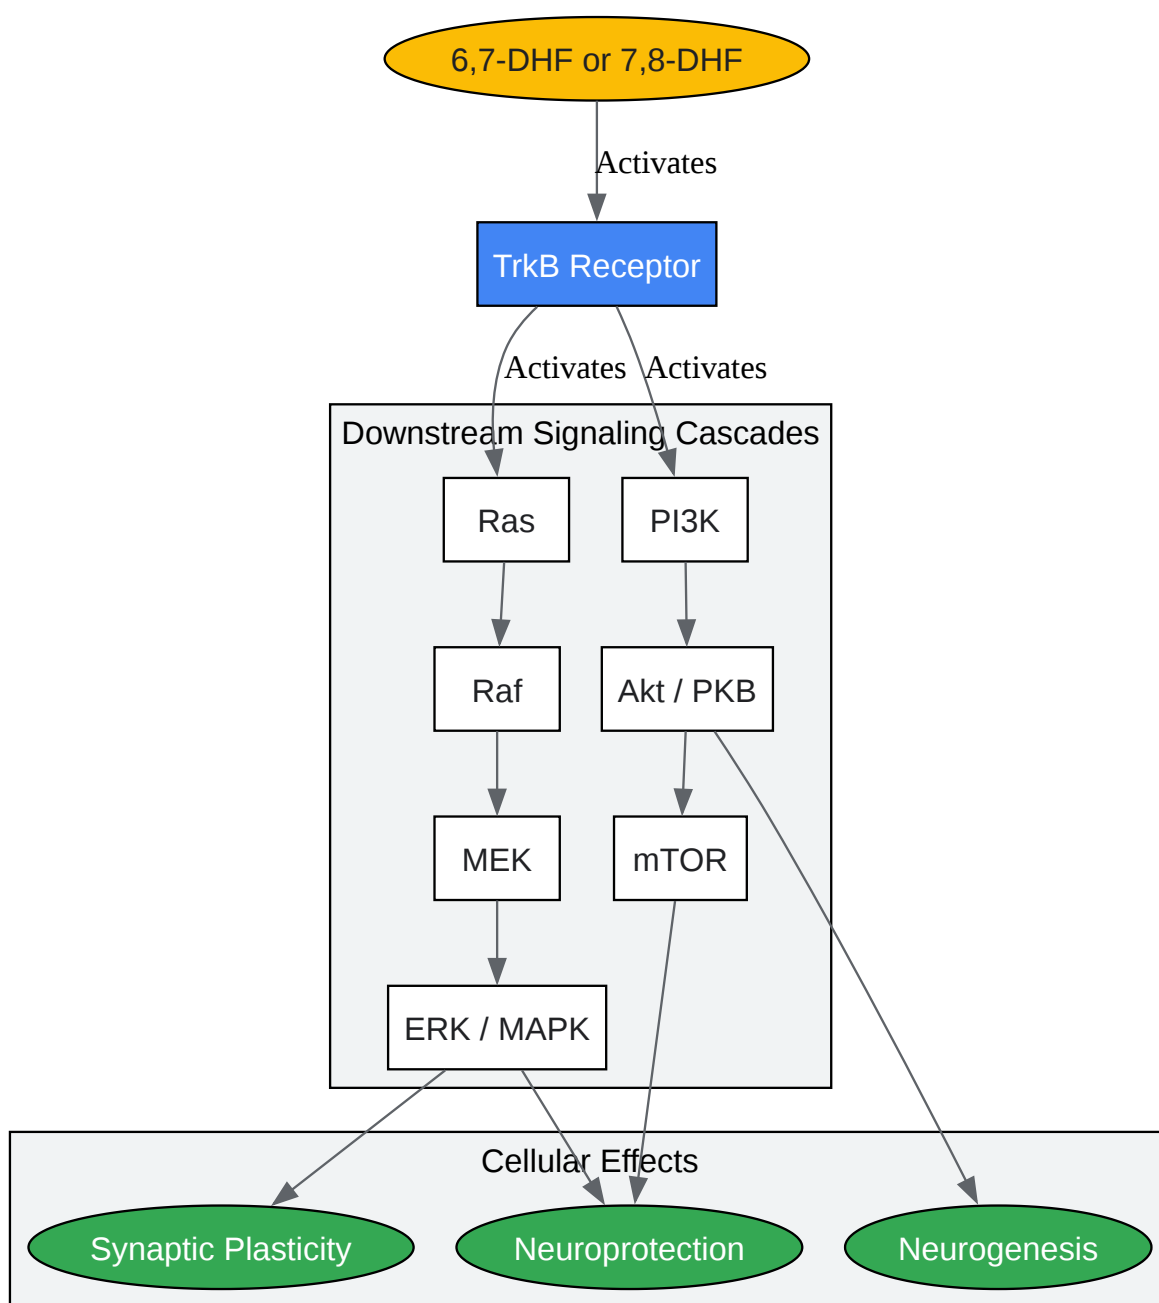 6,7-DHF or 7,8-DHF
Activates
TrkB Receptor
Activates
Activates
Downstream Signaling Cascades
Ras
PI3K
Raf
Akt / PKB
MEK
mTOR
ERK / MAPK
Cellular Effects
Synaptic Plasticity
Neuroprotection
Neurogenesis